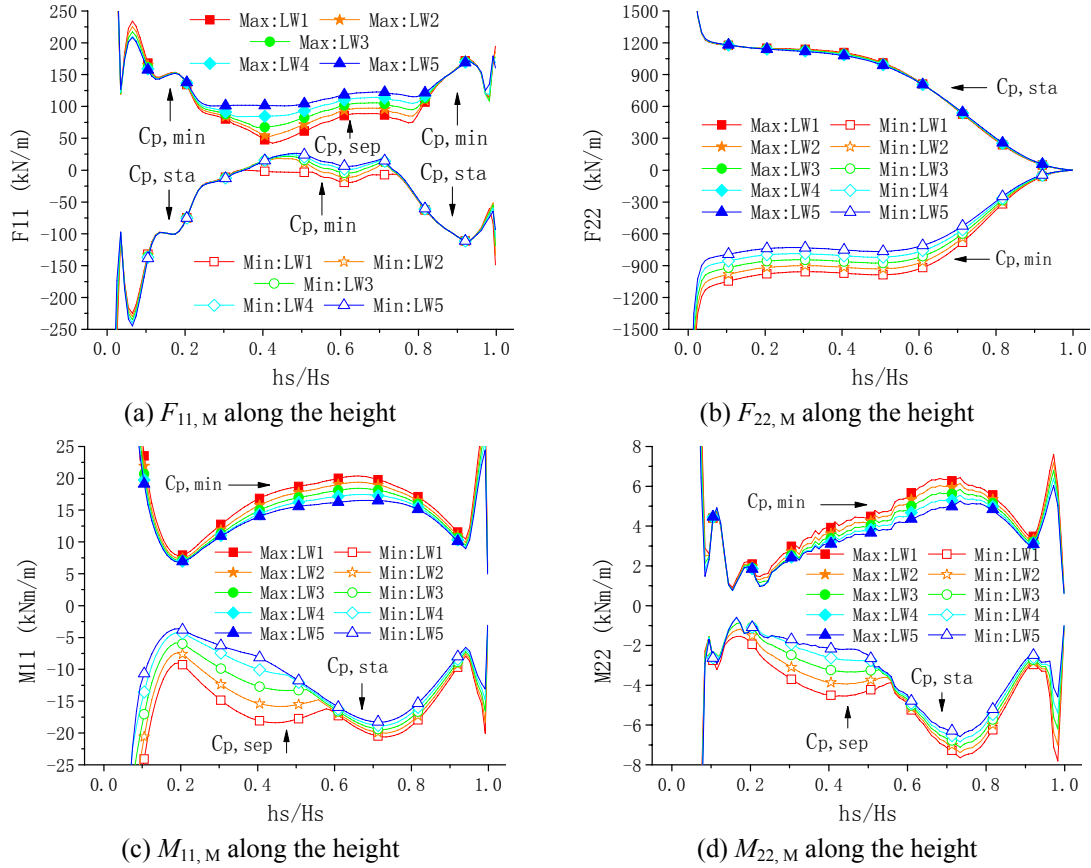 250
200
150
100
50
0
-50
-100
-150
-200
-250
F11 (kN/m)
Max:LW1 Max:LW2
Max:LW3
Max:LW4 Max:LW5
Cp,min
Cp,sep
Cp,min
Cp,sta
Cp,sta
Cp,min
Min:LW1 Min:LW2
Min:LW3
Min:LW4 Min:LW5
0.0 0.2 0.4 0.6 0.8 1.0
hs/Hs
(a) F11, M along the height
1500
1200
900
600
300
0
-300
-600
-900
-1200
-1500
F22 (kN/m)
Cp,sta
Max:LW1 Min:LW1
Max:LW2 Min:LW2
Max:LW3 Min:LW3
Max:LW4 Min:LW4
Max:LW5 Min:LW5
Cp,min
0.0 0.2 0.4 0.6 0.8 1.0
hs/Hs
(b) F22, M along the height
25
20
15
10
5
0
-5
-10
-15
-20
-25
M11 (kNm/m)
Cp,min
Max:LW1 Min:LW1
Max:LW2 Min:LW2
Max:LW3 Min:LW3
Max:LW4 Min:LW4
Max:LW5 Min:LW5
Cp,sta
Cp,sep
0.0 0.2 0.4 0.6 0.8 1.0
hs/Hs
(c) M11, M along the height
8
6
4
2
0
-2
-4
-6
-8
M22 (kNm/m)
Cp,min
Max:LW1 Min:LW1
Max:LW2 Min:LW2
Max:LW3 Min:LW3
Max:LW4 Min:LW4
Max:LW5 Min:LW5
Cp,sta
Cp,sep
0.0 0.2 0.4 0.6 0.8 1.0
hs/Hs
(d) M22, M along the height